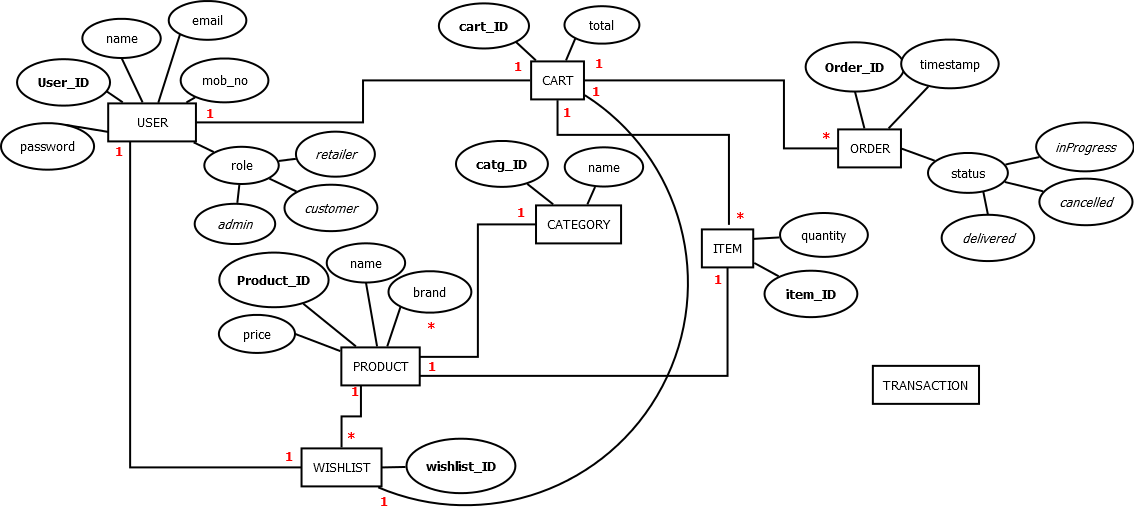 email
name
cart_ID
total
User_ID
mob_no
1
1
CART
1
1
1
1
Order_ID
timestamp
USER
password
1
*
ORDER
role
retailer
customer
admin
catg_ID
name
status
inProgress
cancelled
delivered
1
CATEGORY
*
ITEM
quantity
item_ID
1
Product_ID
name
brand
*
price
PRODUCT
1
1
TRANSACTION
*
1
WISHLIST
wishlist_ID
1